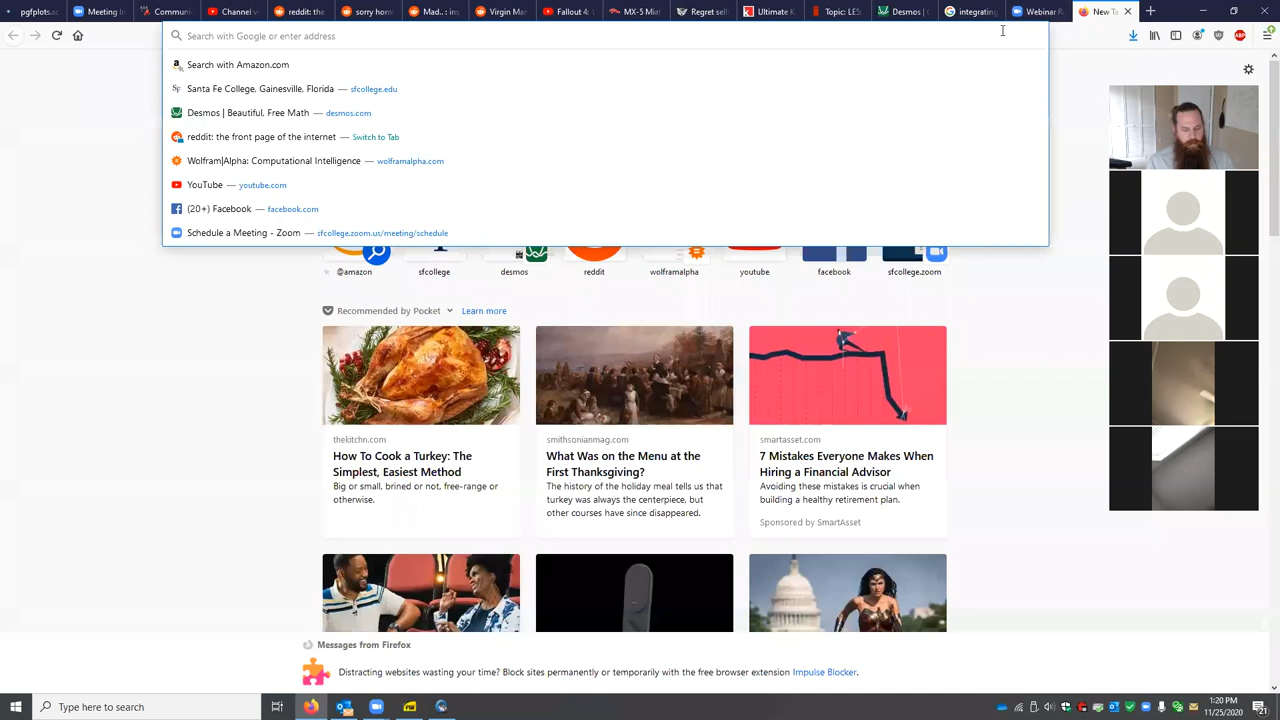 pgfplots.
Meeting In
Communi
Channel v
reddit: the
sorry home
Mad.. : im
Virgin Mar
Fallout 4: V
MX-5 Miat
Regret sell
Ultimate K
Topic: LES
Desmos | G
integrating
Webinar R
New Ta
Search with Google or enter address
Search with Amazon.com
Santa Fe College, Gainesville, Florida — sfcollege.edu
Desmos | Beautiful, Free Math — desmos.com
reddit: the front page of the internet — Switch to Tab
Wolfram|Alpha: Computational Intelligence — wolframalpha.com
YouTube — youtube.com
(20+) Facebook — facebook.com
Schedule a Meeting - Zoom — sfcollege.zoom.us/meeting/schedule
@amazon
sfcollege
desmos
reddit
wolframalpha
youtube
facebook
sfcollege.zoom
Recommended by Pocket
Learn more
thekitchn.com
How To Cook a Turkey: The
Simplest, Easiest Method
Big or small, brined or not, free-range or
otherwise.
smithsonianmag.com
What Was on the Menu at the
First Thanksgiving?
The history of the holiday meal tells us that
turkey was always the centerpiece, but
other courses have since disappeared.
smartasset.com
7 Mistakes Everyone Makes When
Hiring a Financial Advisor
Avoiding these mistakes is crucial when
building a healthy retirement plan.
Sponsored by SmartAsset
Messages from Firefox
Distracting websites wasting your time? Block sites permanently or temporarily with the free browser extension Impulse Blocker.
Type here to search
1:20 PM
11/25/2020